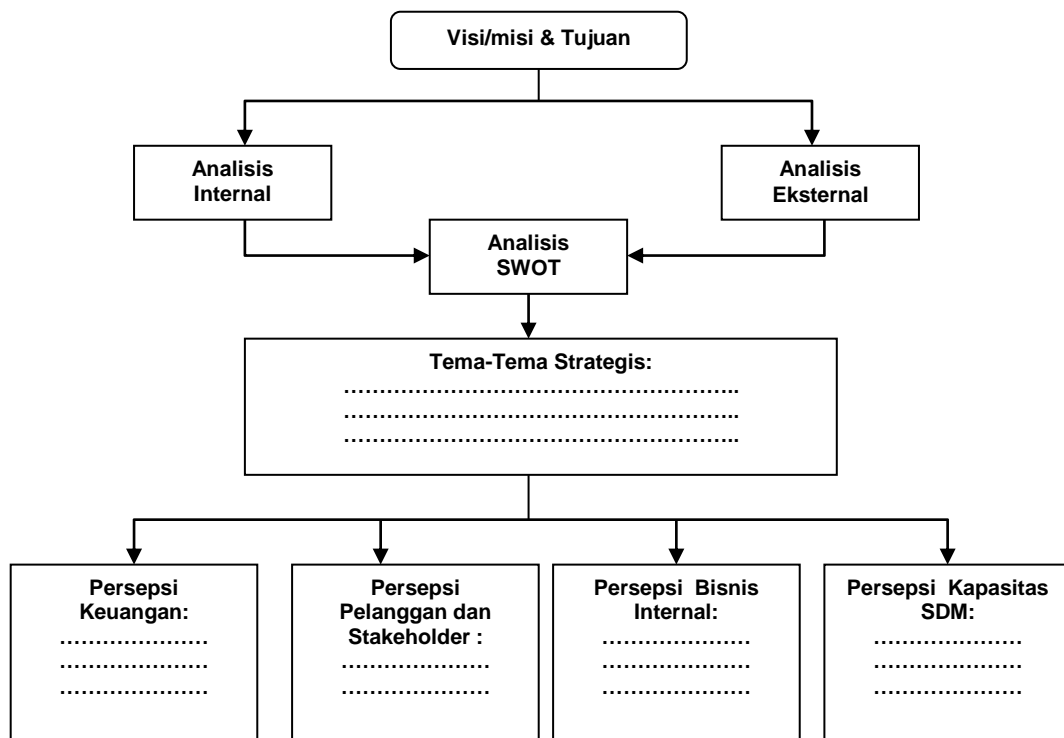 Visi/misi & Tujuan
Analisis
Internal
Analisis
Eksternal
Analisis
SWOT
Tema-Tema Strategis:
………………………………………………..
………………………………………………..
………………………………………………..
Persepsi
Keuangan:
…………………
…………………
…………………
Persepsi
Pelanggan dan
Stakeholder :
…………………
…………………
Persepsi  Bisnis
Internal:
…………………
…………………
…………………
Persepsi  Kapasitas
SDM:
…………………
…………………
…………………